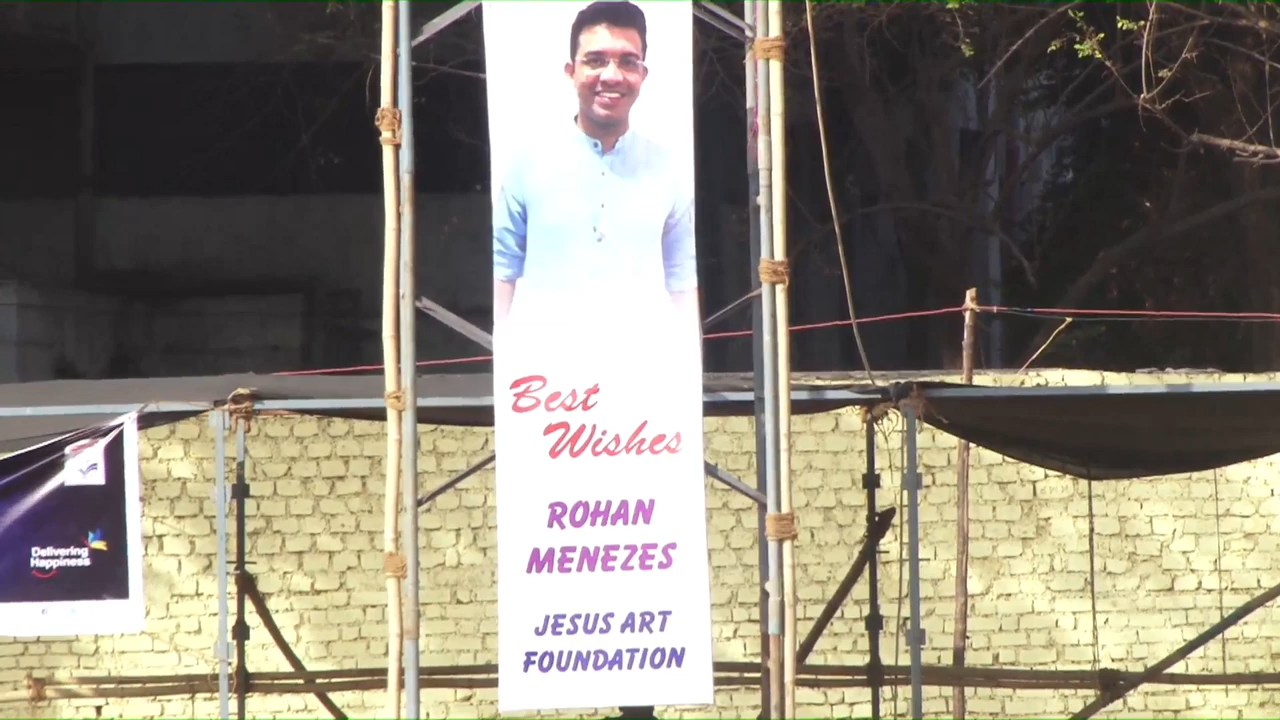 Best
Wishes
ROHAN
MENEZES
JESUS ART
FOUNDATION
Delivering
Happiness